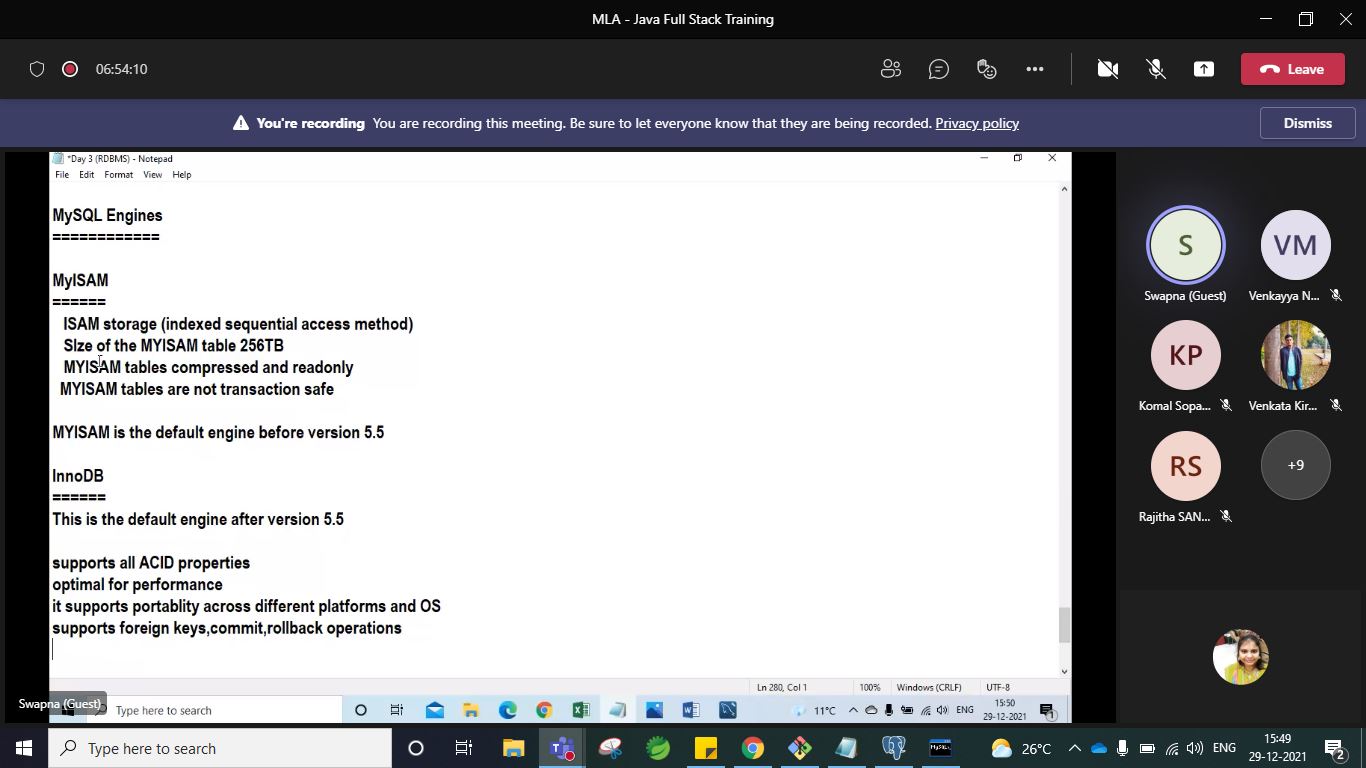 MLA - Java Full Stack Training
06:54:10
Leave
You're recording You are recording this meeting. Be sure to let everyone know that they are being recorded. Privacy policy
Dismiss
*Day 3 (RDBMS) - Notepad
File Edit Format View Help
MySQL Engines
============
MyISAM
======
ISAM storage (indexed sequential access method)
SIze of the MYISAM table 256TB
MYISAM tables compressed and readonly
MYISAM tables are not transaction safe
MYISAM is the default engine before version 5.5
InnoDB
======
This is the default engine after version 5.5
supports all ACID properties
optimal for performance
it supports portablity across different platforms and OS
supports foreign keys,commit,rollback operations
Ln 280, Col 1 100% Windows (CRLF) UTF-8
Swapna (Guest)
Type here to search
11°C ENG
15:50
29-12-2021
1
S
Swapna (Guest)
VM
Venkayya N...
KP
Komal Sopa...
Venkata Kir...
RS
Rajitha SAN...
+9
Type here to search
MySQL
26°C ENG
15:49
29-12-2021
2